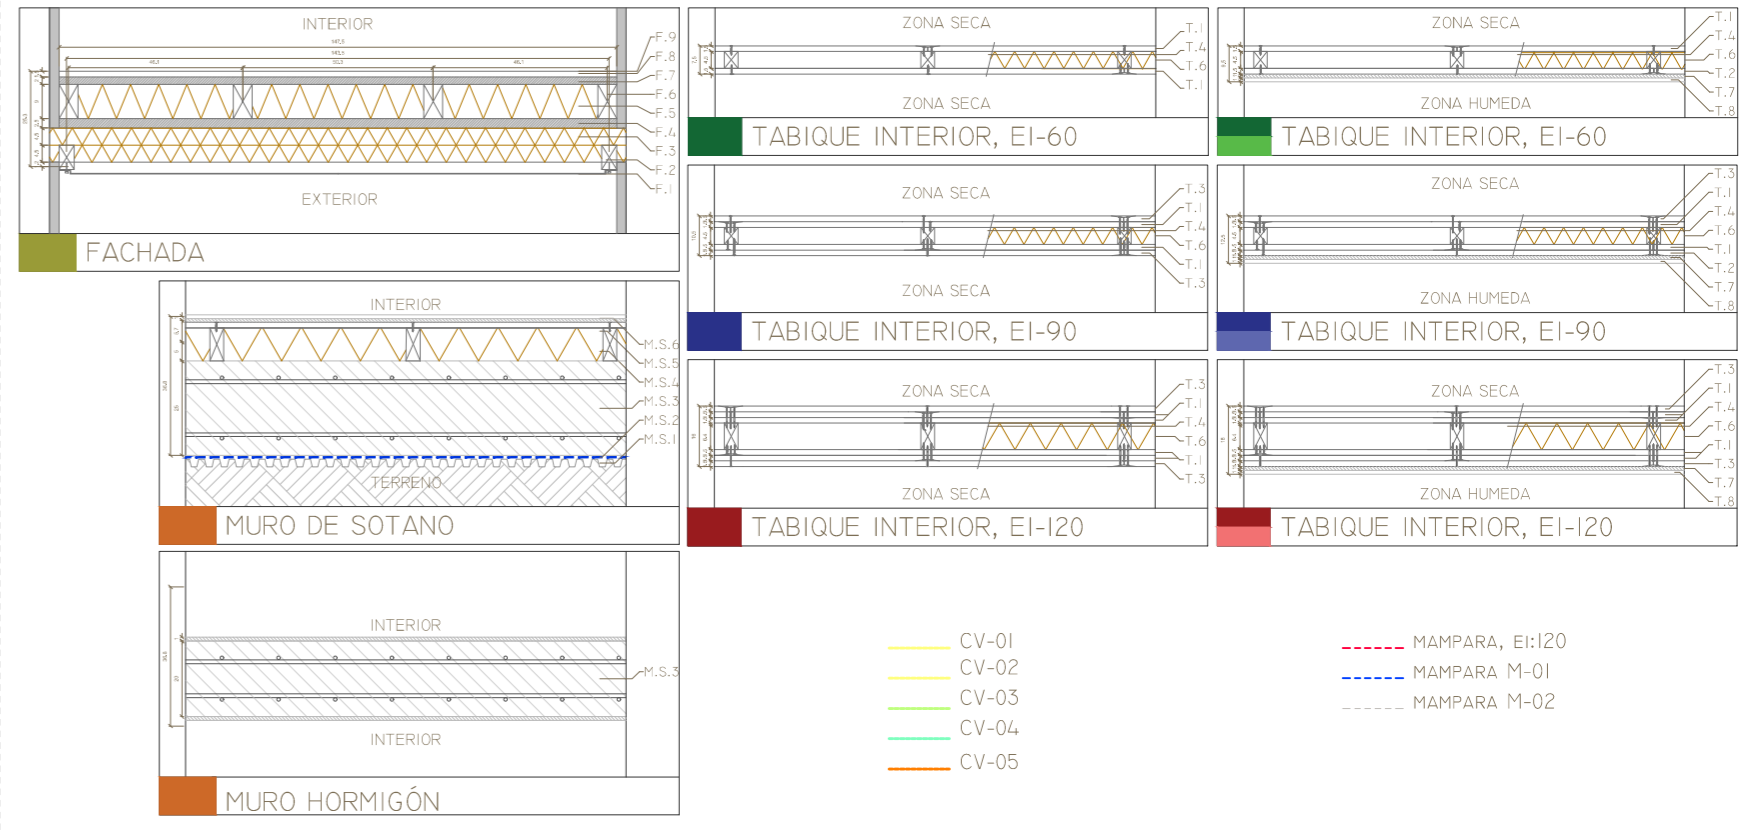 INTERIOR
F.9
F.8
F.7
F.6
F.5
F.4
F.3
F.2
F.1
EXTERIOR
FACHADA
INTERIOR
M.S.6
M.S.5
M.S.4
M.S.3
M.S.2
M.S.1
TERRENO
MURO DE SOTANO
INTERIOR
M.S.3
INTERIOR
MURO HORMIGÓN
ZONA SECA
T.1
T.4
T.6
T.1
ZONA SECA
TABIQUE INTERIOR, EI-60
ZONA SECA
T.1
T.4
T.6
T.2
T.7
T.8
ZONA HUMEDA
TABIQUE INTERIOR, EI-60
ZONA SECA
T.3
T.1
T.4
T.6
T.1
T.3
ZONA SECA
TABIQUE INTERIOR, EI-90
ZONA SECA
T.3
T.1
T.4
T.6
T.1
T.2
T.7
T.8
ZONA HUMEDA
TABIQUE INTERIOR, EI-90
ZONA SECA
T.3
T.1
T.4
T.6
T.1
T.3
ZONA SECA
TABIQUE INTERIOR, EI-120
ZONA SECA
T.3
T.1
T.4
T.6
T.1
T.3
T.7
T.8
ZONA HUMEDA
TABIQUE INTERIOR, EI-120
CV-01
CV-02
CV-03
CV-04
CV-05
MAMPARA, EI:120
MAMPARA M-01
MAMPARA M-02